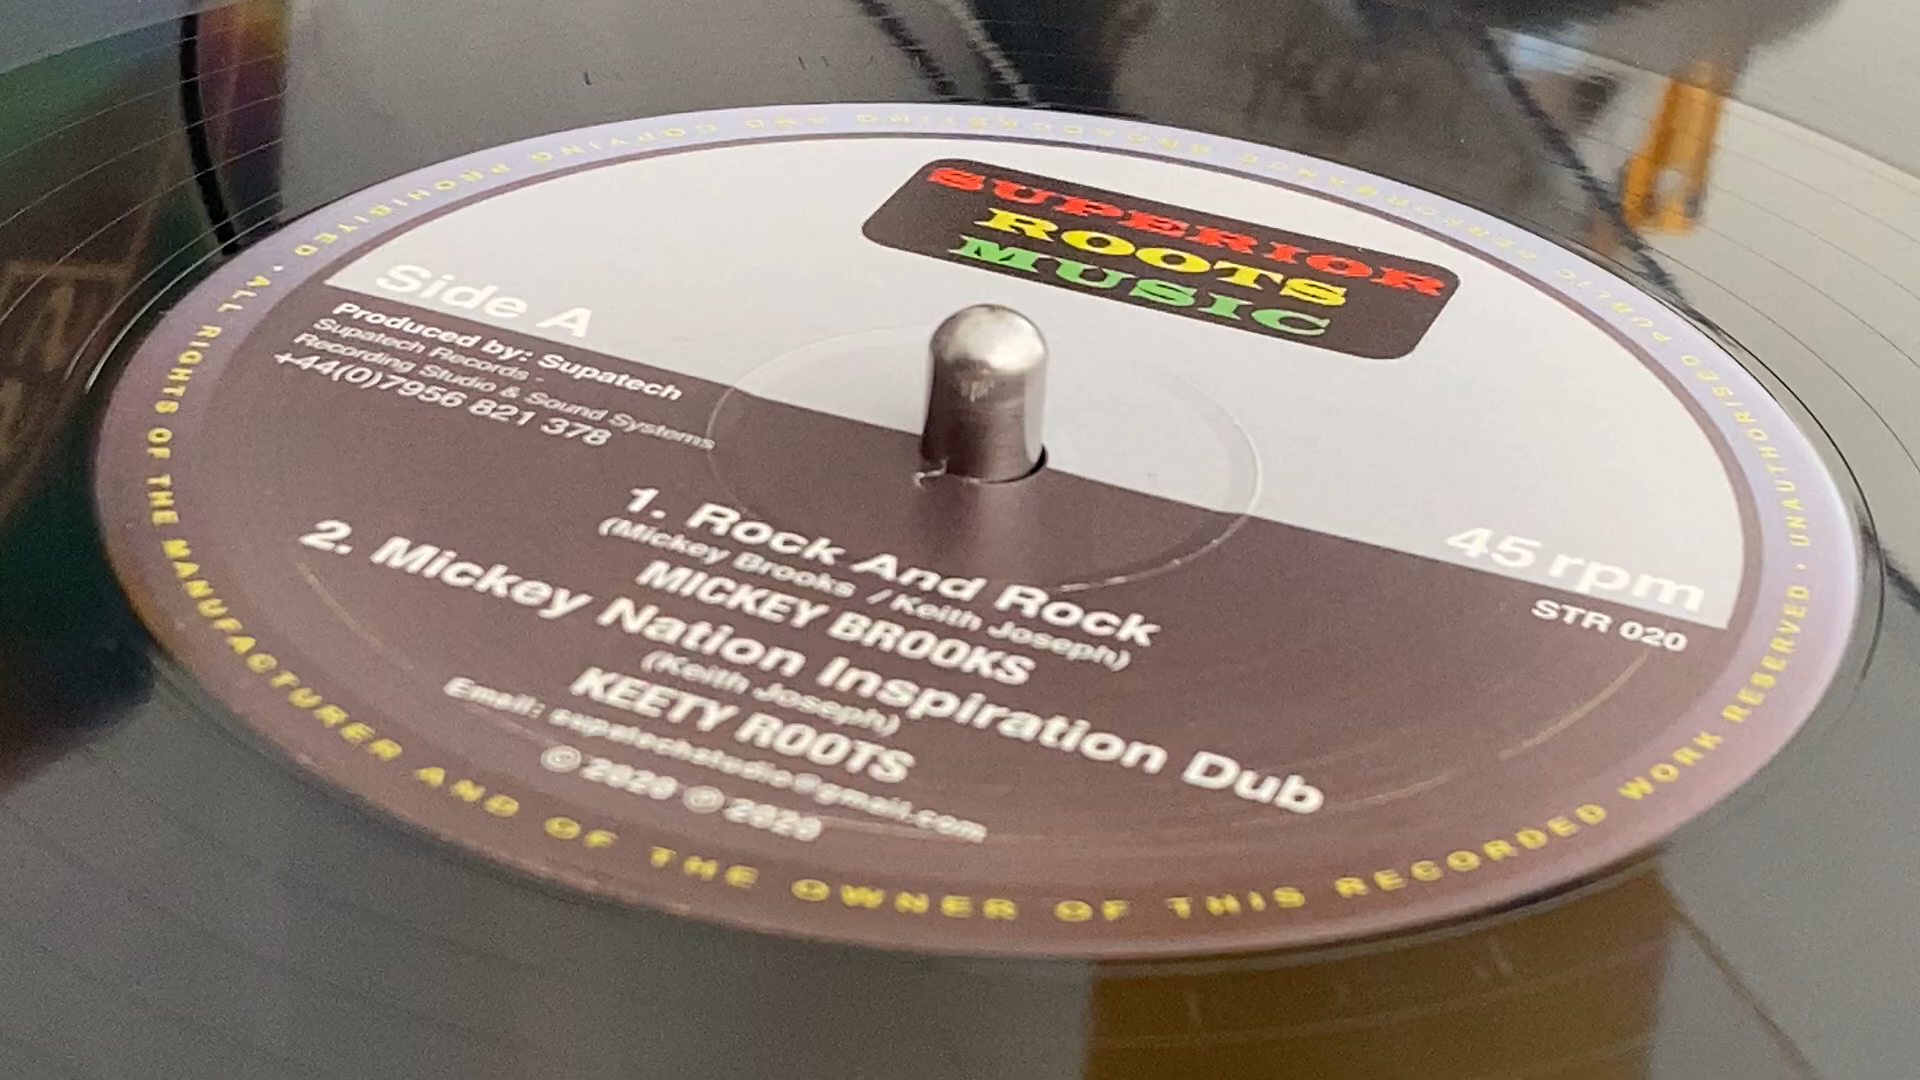 SUPERIOR
ROOTS
MUSIC
Side A
Produced by: Supatech
Supatech Records -
Recording Studio & Sound Systems
+44(0)7956 821 378
45 rpm
STR 020
1. Rock And Rock
(Mickey Brooks / Keith Joseph)
MICKEY BROOKS
2. Mickey Nation Inspiration Dub
(Keith Joseph)
KEETY ROOTS
Email: supatechstudio@gmail.com
© 2020 ℗ 2020
• ALL RIGHTS OF THE MANUFACTURER AND OF THE OWNER OF THIS RECORDED WORK RESERVED • UNAUTHORISED PUBLIC PERFORMANCE BROADCASTING AND COPYING PROHIBITED